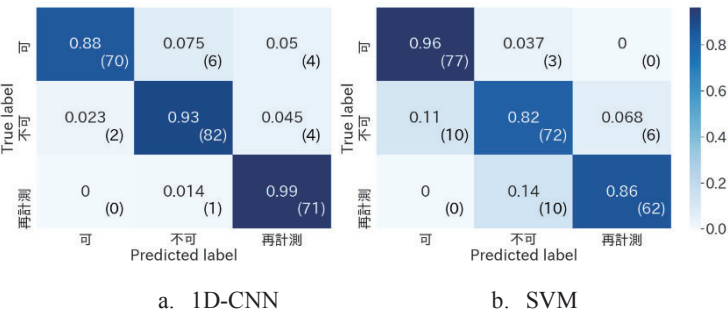 可 0.88 (70) 0.075 (6) 0.05 (4)
不可 0.023 (2) 0.93 (82) 0.045 (4)
再計測 0 (0) 0.014 (1) 0.99 (71)
True label
可 不可 再計測
Predicted label
a. 1D-CNN
可 0.96 (77) 0.037 (3) 0 (0)
不可 0.11 (10) 0.82 (72) 0.068 (6)
再計測 0 (0) 0.14 (10) 0.86 (62)
True label
可 不可 再計測
Predicted label
b. SVM
0.8
0.6
0.4
0.2
0.0